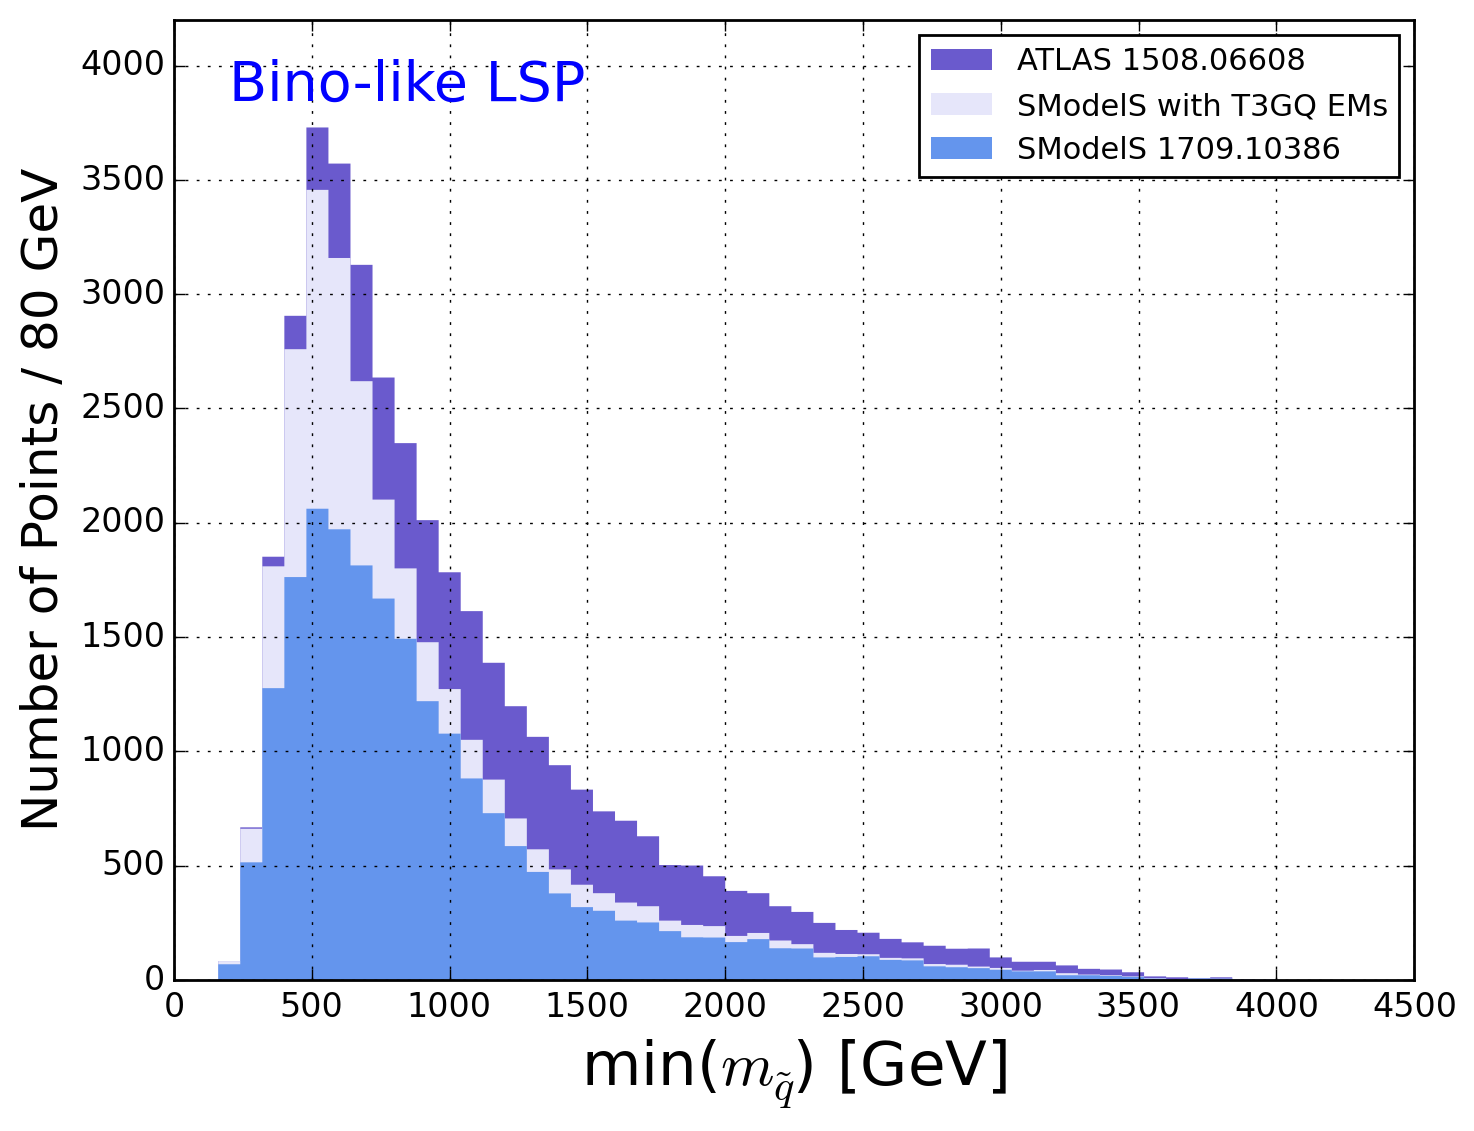 Bino-like LSP
ATLAS 1508.06608
SModelS with T3GQ EMs
SModelS 1709.10386
Number of Points / 80 GeV
4000
3500
3000
2500
2000
1500
1000
500
0
0 500 1000 1500 2000 2500 3000 3500 4000 4500
min(m_q̃) [GeV]